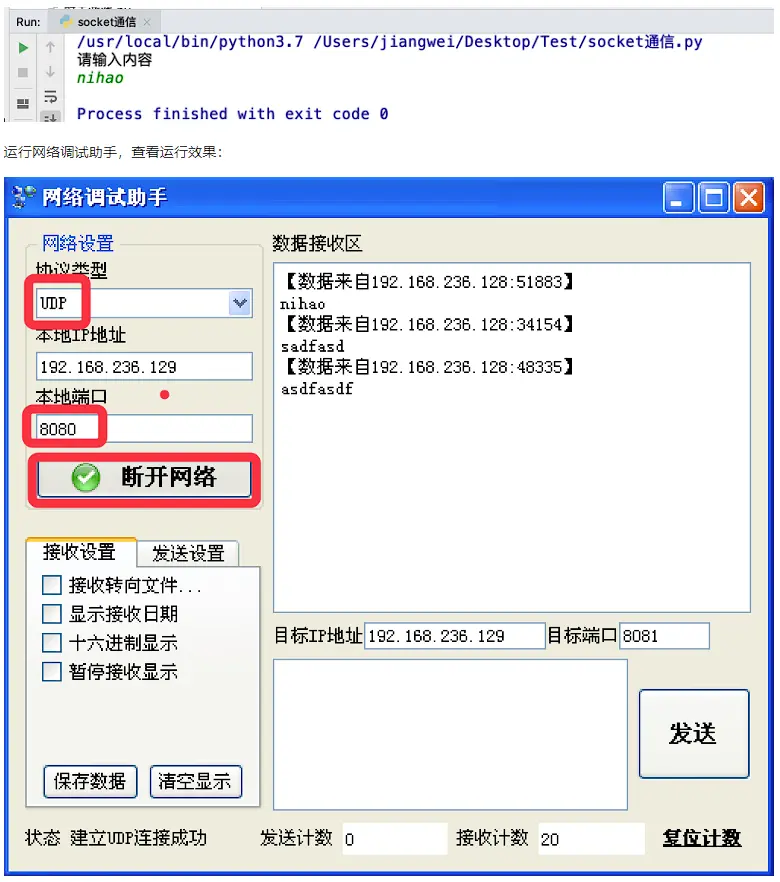 Run: socket通信
/usr/local/bin/python3.7 /Users/jiangwei/Desktop/Test/socket通信.py
请输入内容
nihao
Process finished with exit code 0
运行网络调试助手，查看运行效果：
网络调试助手
网络设置
协议类型
UDP
本地IP地址
192.168.236.129
本地端口
8080
断开网络
数据接收区
【数据来自192.168.236.128:51883】
nihao
【数据来自192.168.236.128:34154】
sadfasd
【数据来自192.168.236.128:48335】
asdfasdf
接收设置 发送设置
接收转向文件...
显示接收日期
十六进制显示
暂停接收显示
保存数据 清空显示
目标IP地址 192.168.236.129 目标端口 8081
发送
状态 建立UDP连接成功 发送计数 0 接收计数 20 复位计数